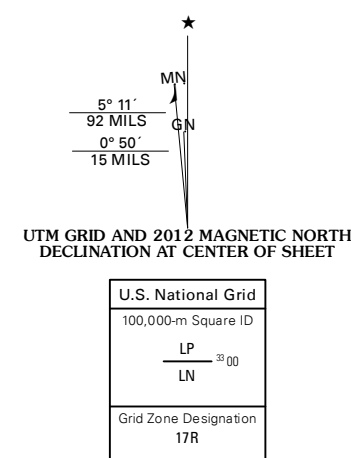 ★
MN
5° 11´
92 MILS
GN
0° 50´
15 MILS
UTM GRID AND 2012 MAGNETIC NORTH
DECLINATION AT CENTER OF SHEET
U.S. National Grid
100,000-m Square ID
LP
33 00
LN
Grid Zone Designation
17R